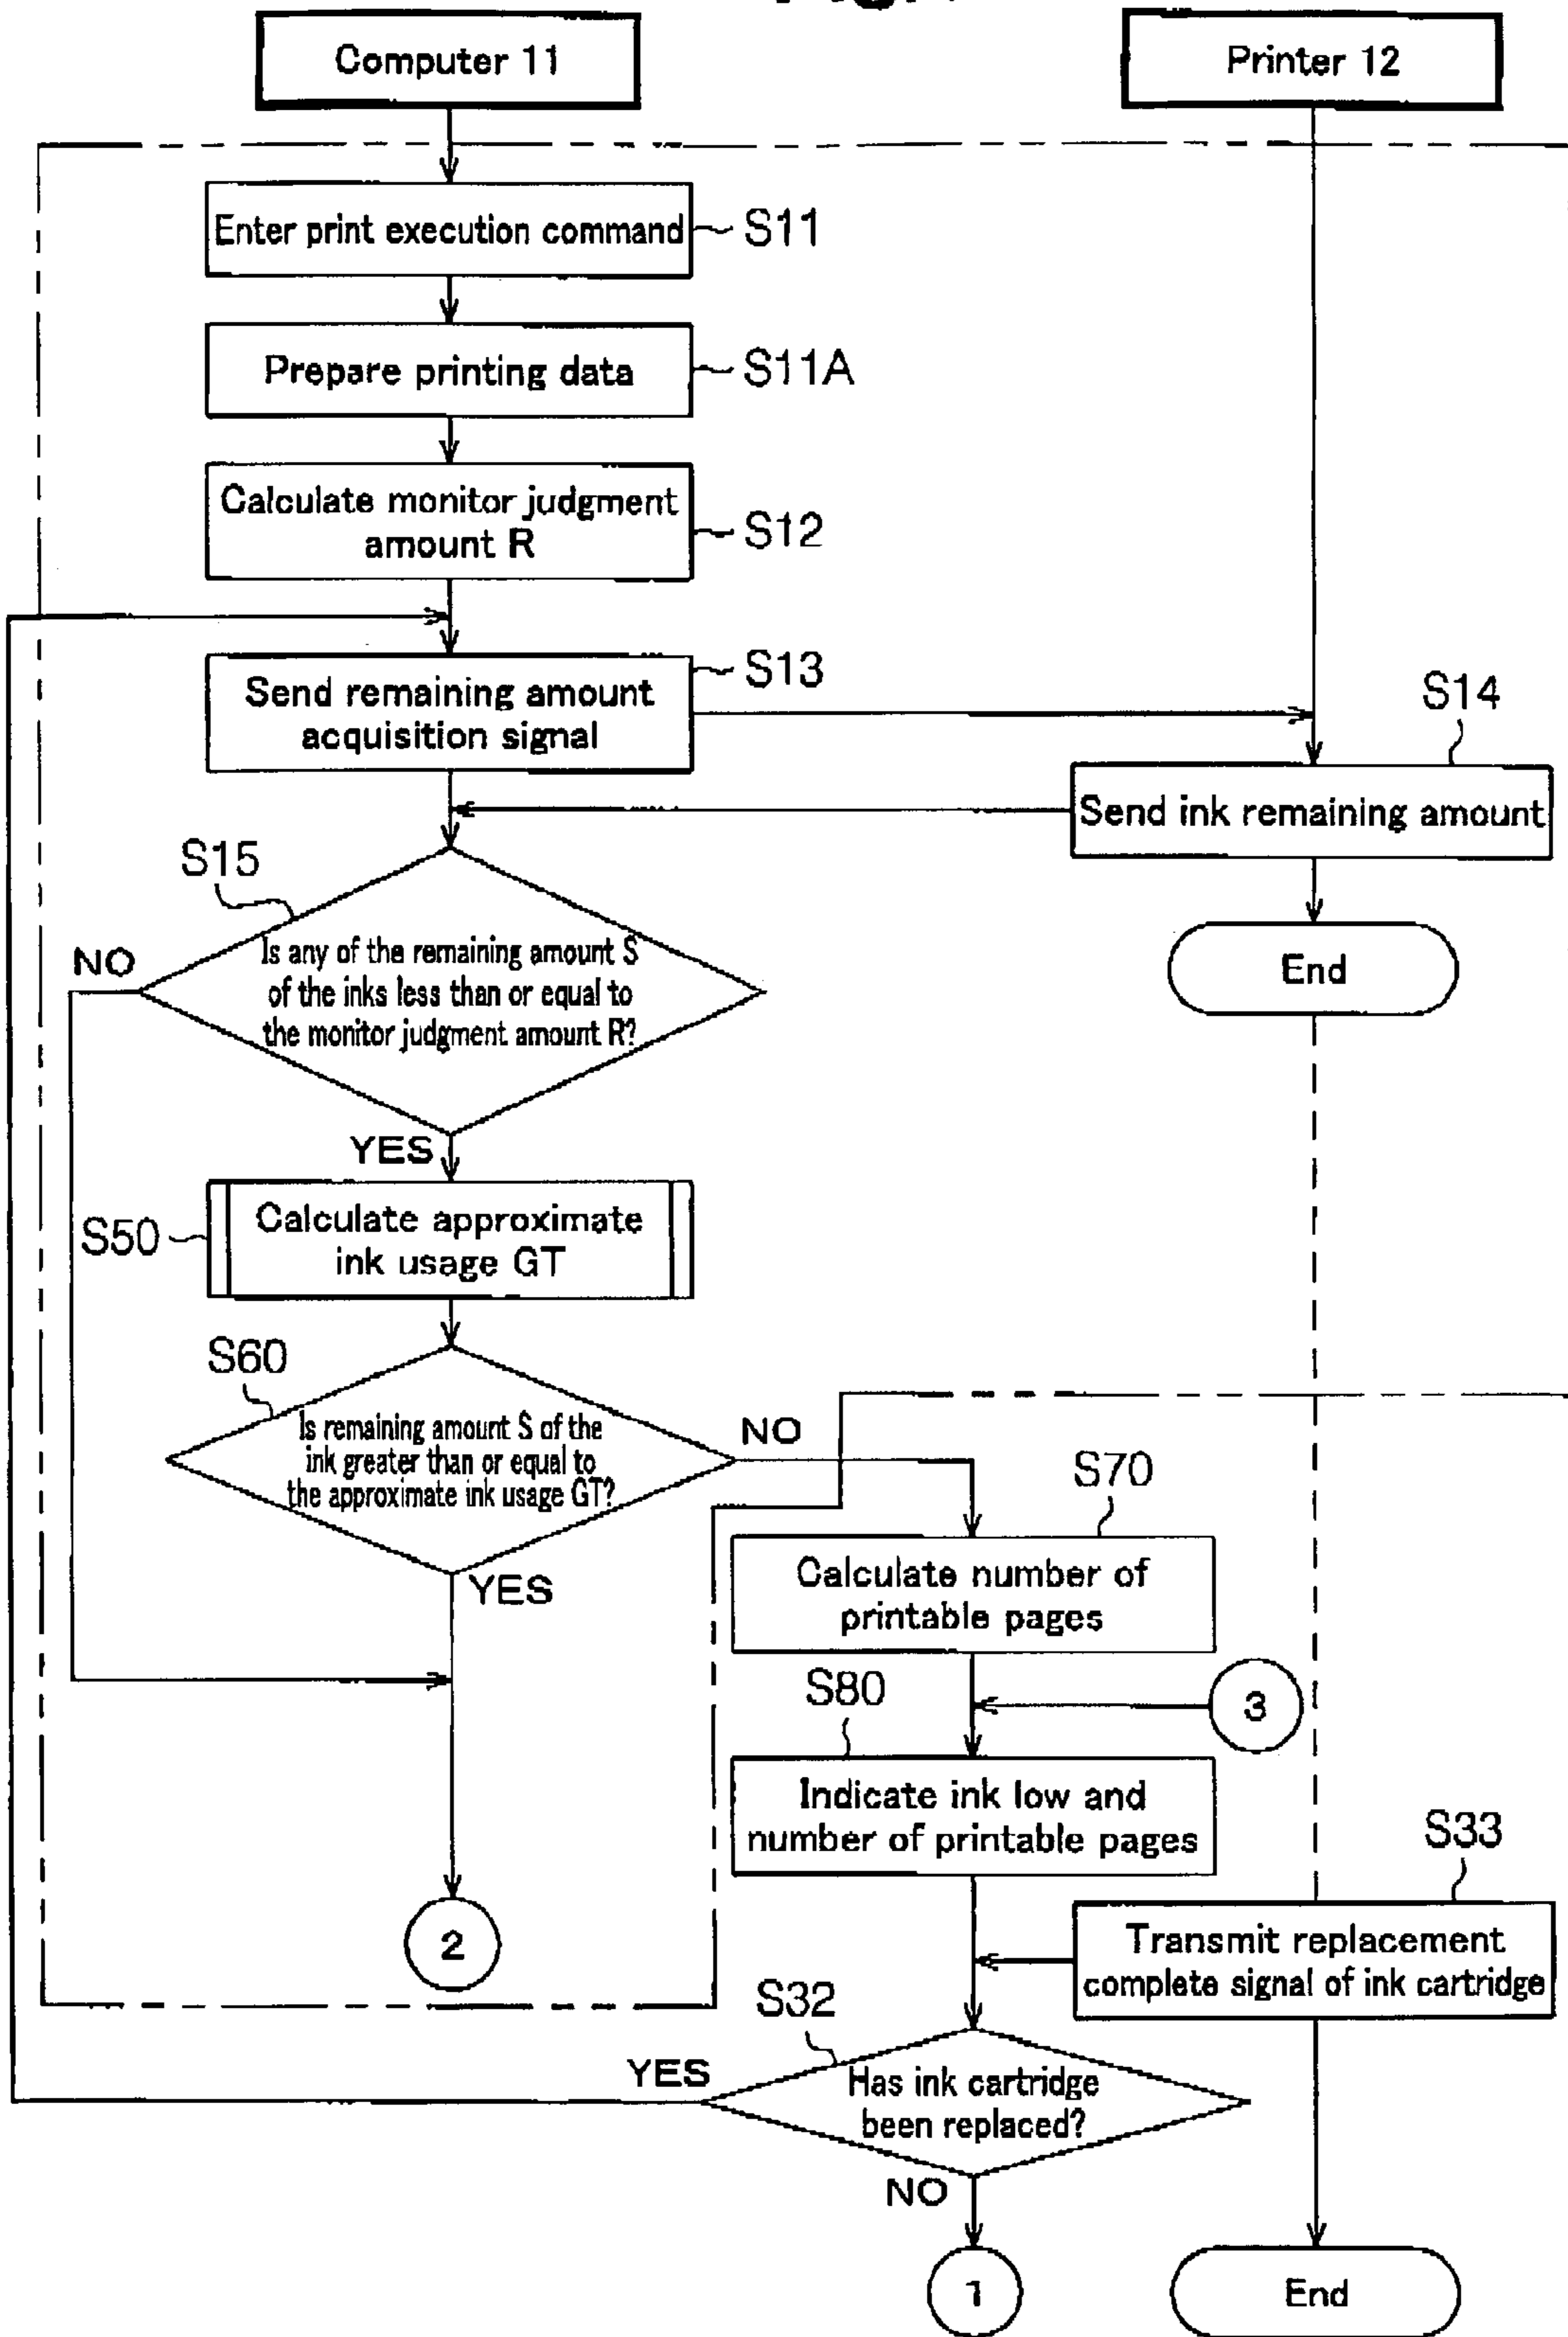 Computer 11
Printer 12
Enter print execution command
S11
Prepare printing data
S11A
Calculate monitor judgment
amount R
S12
Send remaining amount
acquisition signal
S13
S14
Send ink remaining amount
End
S15
Is any of the remaining amount S
of the inks less than or equal to
the monitor judgment amount R?
NO
YES
S50
Calculate approximate
ink usage GT
S60
Is remaining amount S of the
ink greater than or equal to
the approximate ink usage GT?
NO
YES
S70
Calculate number of
printable pages
3
S80
Indicate ink low and
number of printable pages
2
S33
Transmit replacement
complete signal of ink cartridge
S32
Has ink cartridge
been replaced?
YES
NO
1
End